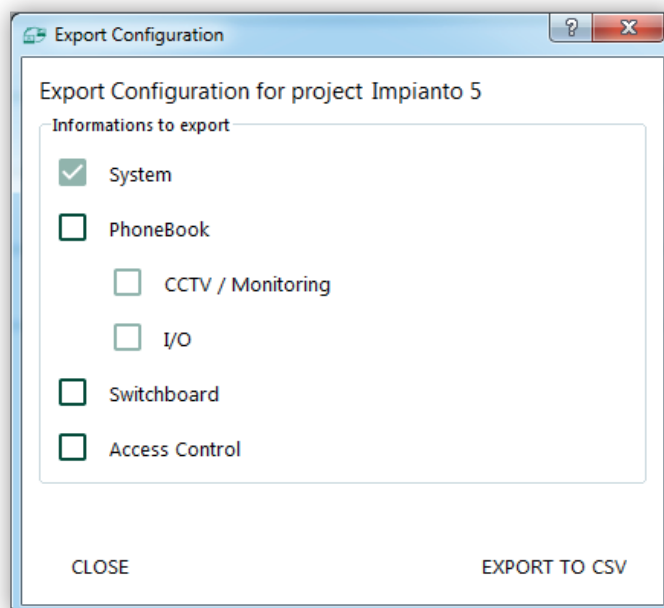 Export Configuration
?
Export Configuration for project Impianto 5
Informations to export
System
PhoneBook
CCTV / Monitoring
I/O
Switchboard
Access Control
CLOSE EXPORT TO CSV